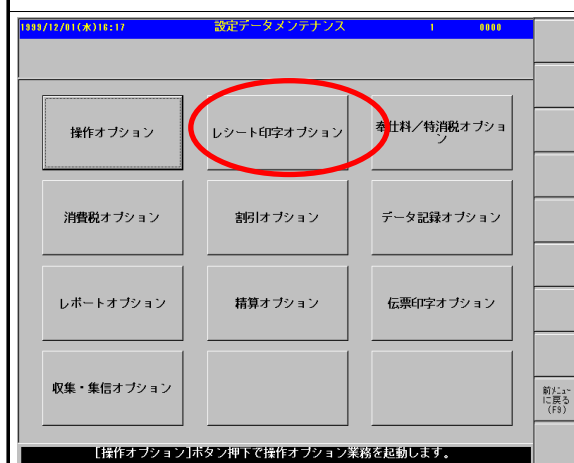 1999/12/01(水)16:17 設定データメンテナンス 1 0000
操作オプション レシート印字オプション 奉仕料/特消税オプショ
ン
消費税オプション 割引オプション データ記録オプション
レポートオプション 精算オプション 伝票印字オプション
収集・集信オプション
前メニュー
に戻る
(F9)
[操作オプション]ボタン押下で操作オプション業務を起動します。